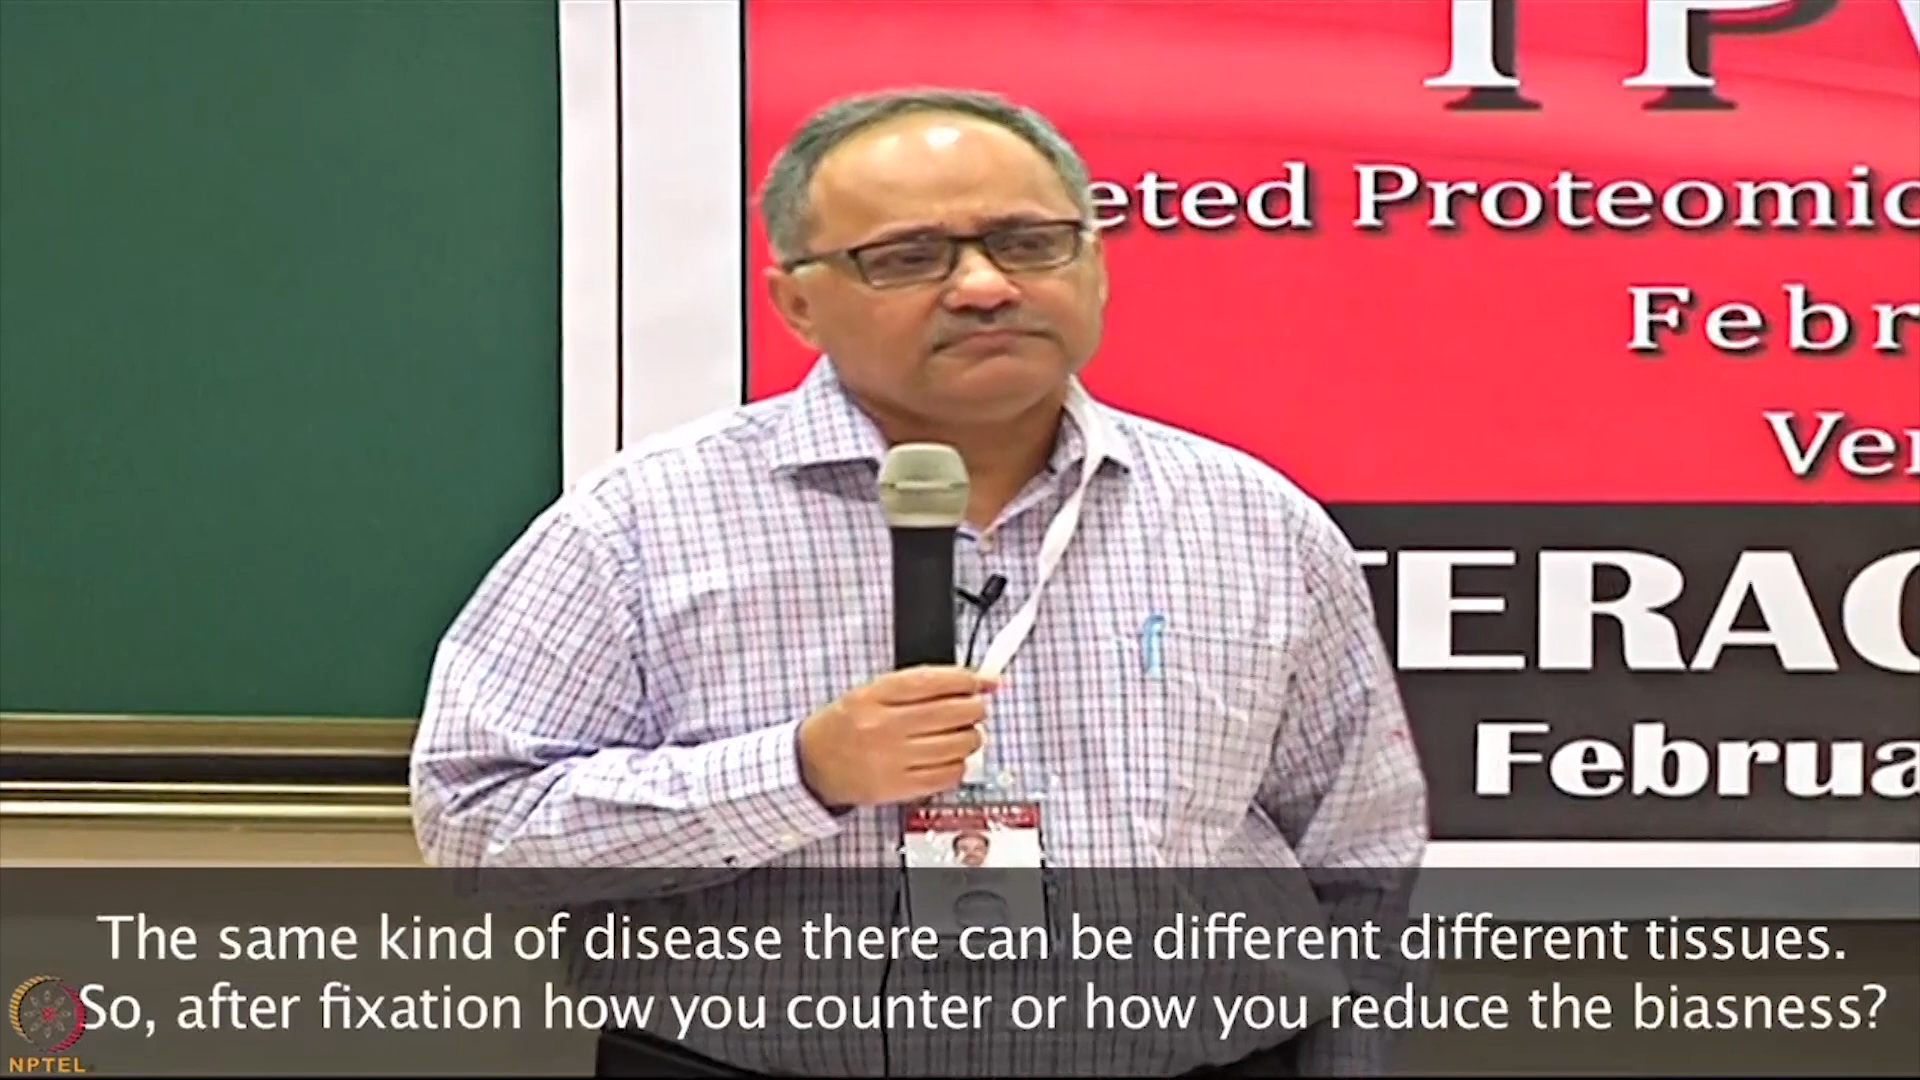 TPW
eted Proteomic
Febr
Ver
TERAC
Februa
The same kind of disease there can be different different tissues.
So, after fixation how you counter or how you reduce the biasness?
NPTEL